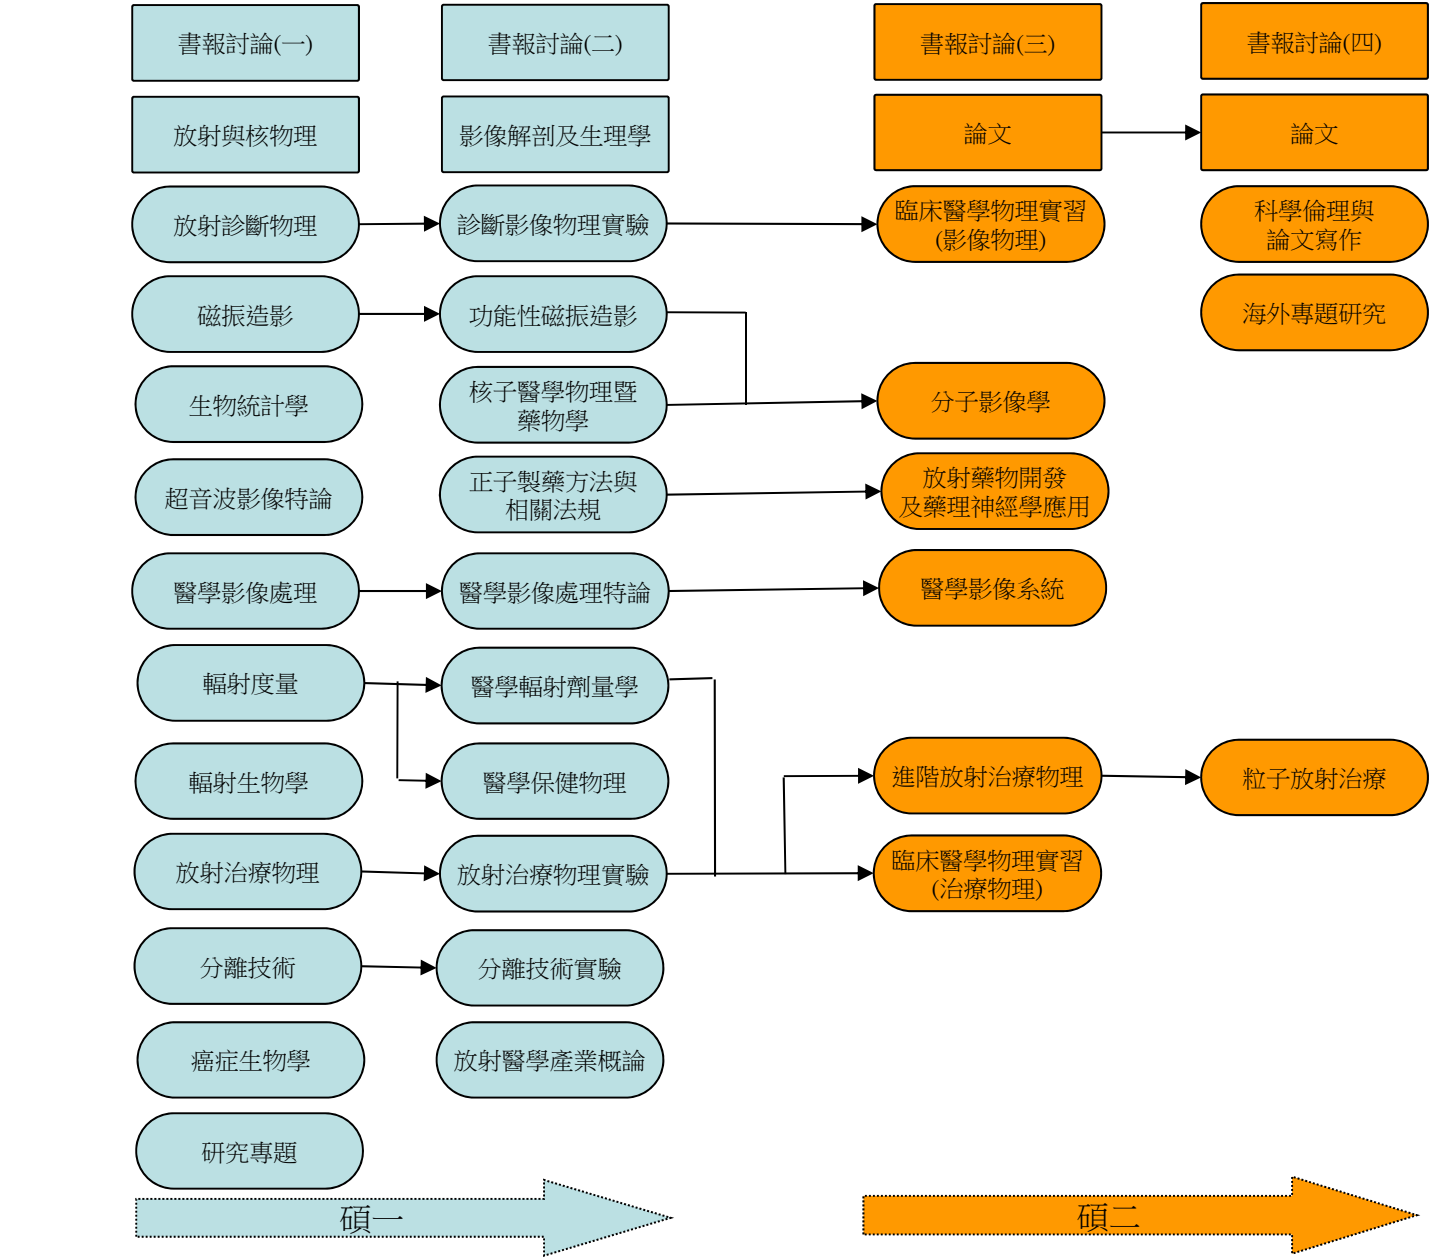 書報討論(一)
書報討論(二)
書報討論(三)
書報討論(四)
放射與核物理
影像解剖及生理學
論文
論文
放射診斷物理
診斷影像物理實驗
臨床醫學物理實習
(影像物理)
科學倫理與
論文寫作
磁振造影
功能性磁振造影
海外專題研究
生物統計學
核子醫學物理暨
藥物學
分子影像學
超音波影像特論
正子製藥方法與
相關法規
放射藥物開發
及藥理神經學應用
醫學影像處理
醫學影像處理特論
醫學影像系統
輻射度量
醫學輻射劑量學
輻射生物學
醫學保健物理
進階放射治療物理
粒子放射治療
放射治療物理
放射治療物理實驗
臨床醫學物理實習
(治療物理)
分離技術
分離技術實驗
癌症生物學
放射醫學產業概論
研究專題
碩一
碩二